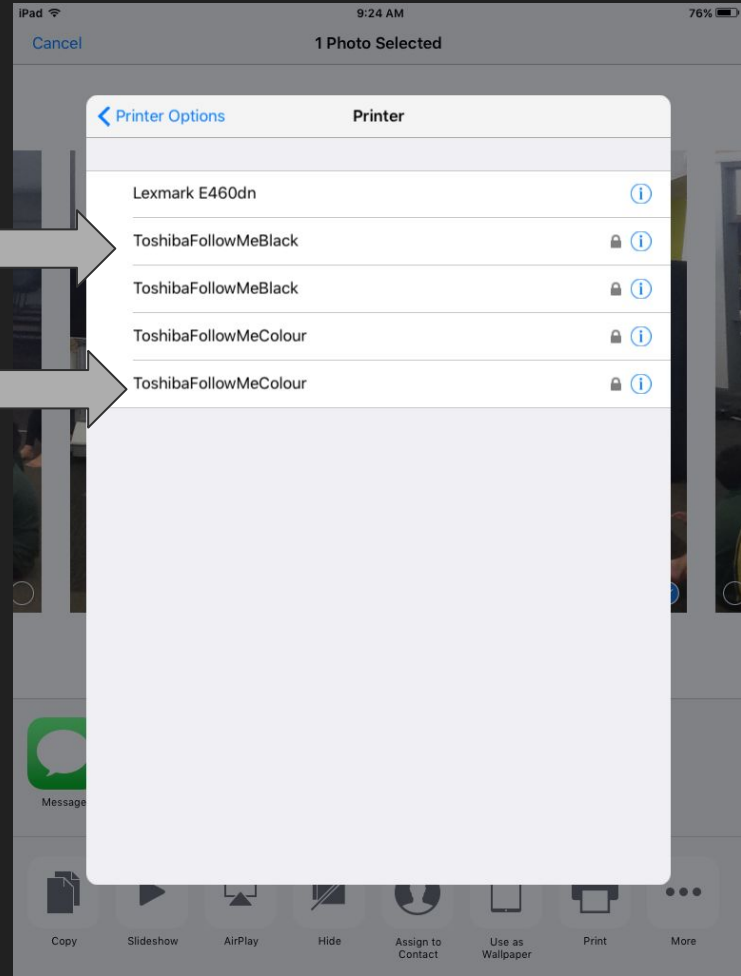 iPad 9:24 AM 76%
Cancel 1 Photo Selected
Printer Options Printer
Lexmark E460dn
ToshibaFollowMeBlack
ToshibaFollowMeBlack
ToshibaFollowMeColour
ToshibaFollowMeColour
Message
Copy Slideshow AirPlay Hide Assign to Contact Use as Wallpaper Print More